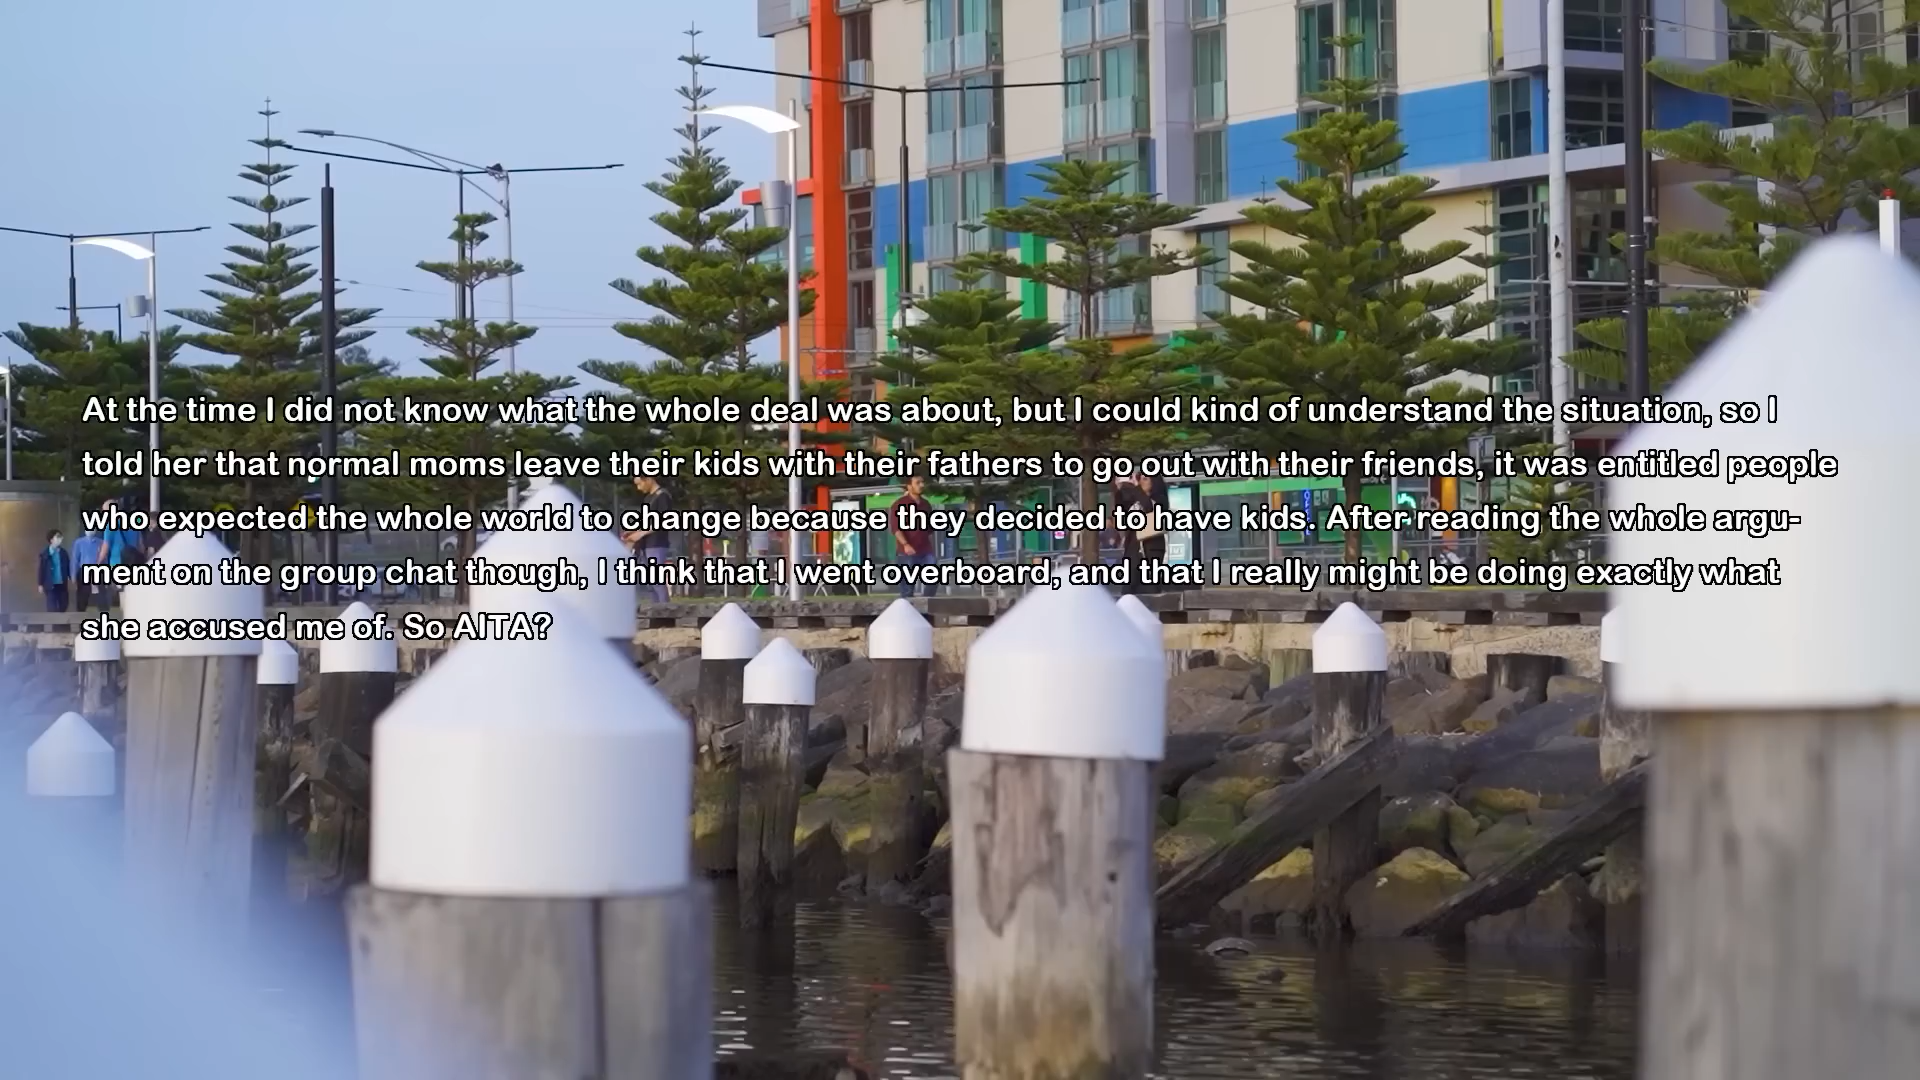 At the time I did not know what the whole deal was about, but I could kind of understand the situation, so I
told her that normal moms leave their kids with their fathers to go out with their friends, it was entitled people
who expected the whole world to change because they decided to have kids. After reading the whole argu-
ment on the group chat though, I think that I went overboard, and that I really might be doing exactly what
she accused me of. So AITA?